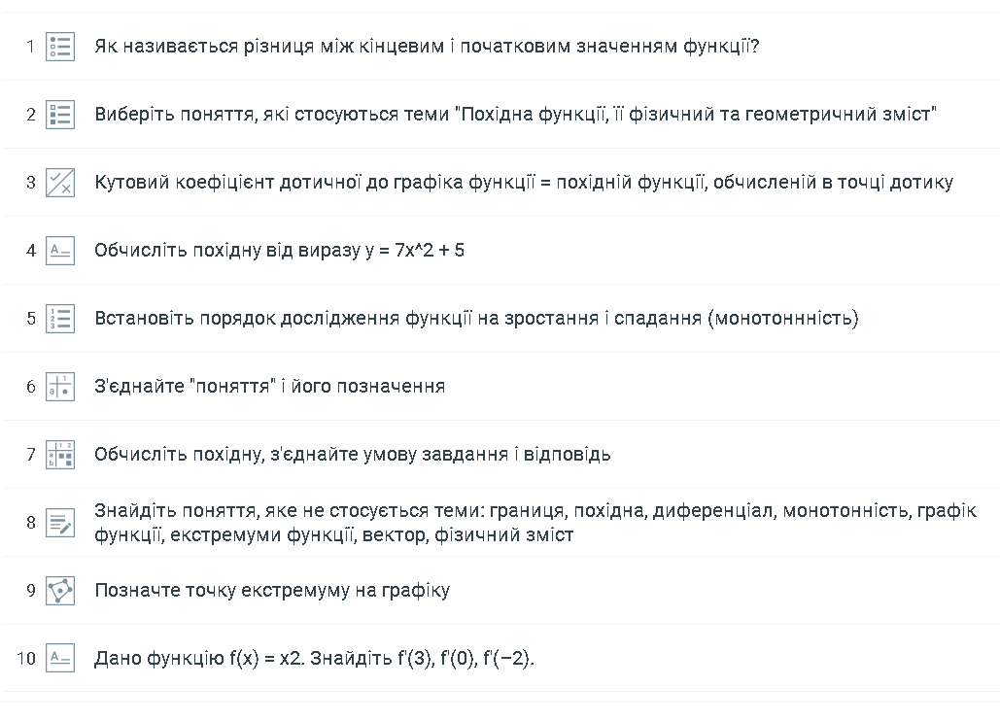 1 Як називається різниця між кінцевим і початковим значенням функції?
2 Виберіть поняття, які стосуються теми "Похідна функції, її фізичний та геометричний зміст"
3 Кутовий коефіцієнт дотичної до графіка функції = похідній функції, обчисленій в точці дотику
4 Обчисліть похідну від виразу y = 7x^2 + 5
5 Встановіть порядок дослідження функції на зростання і спадання (монотоннність)
6 З'єднайте "поняття" і його позначення
7 Обчисліть похідну, з'єднайте умову завдання і відповідь
8 Знайдіть поняття, яке не стосується теми: границя, похідна, диференціал, монотонність, графік
функції, екстремуми функції, вектор, фізичний зміст
9 Позначте точку екстремуму на графіку
10 Дано функцію f(x) = x2. Знайдіть f'(3), f'(0), f'(−2).